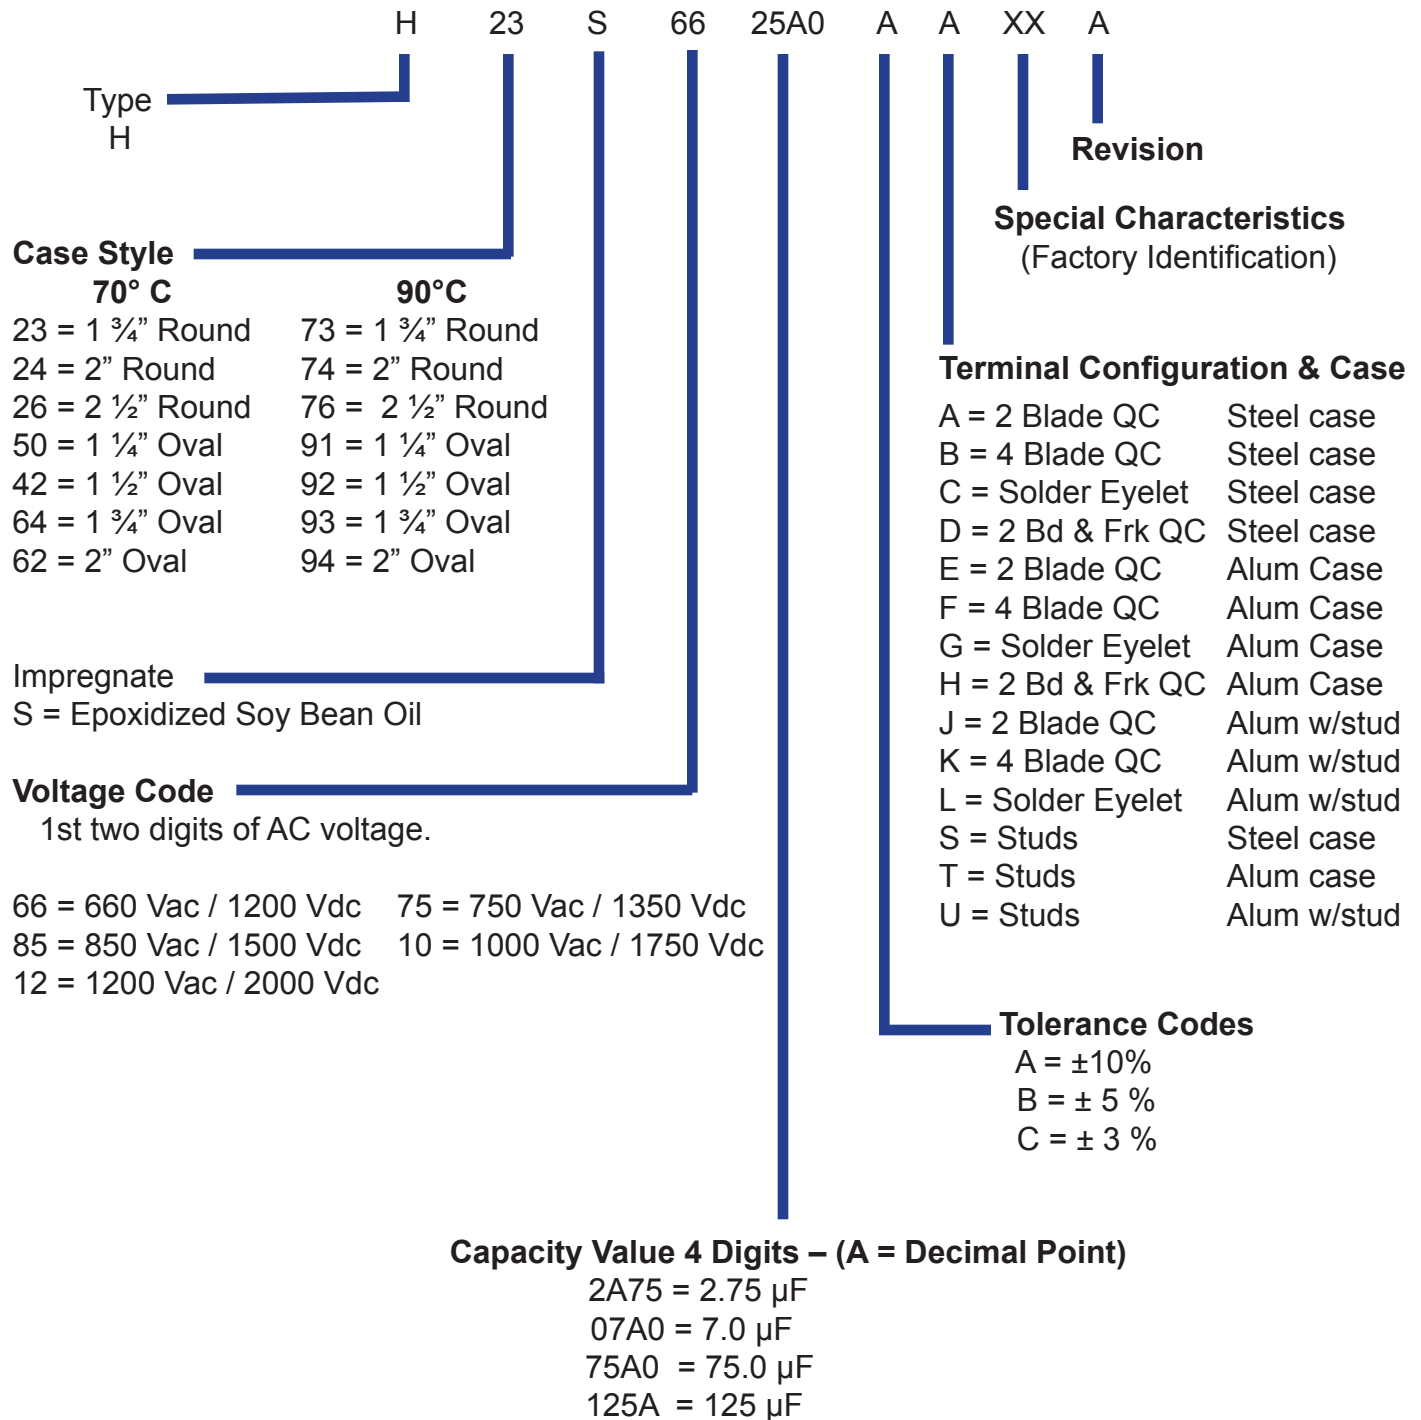 H 23 S 66 25A0 A A XX A
Type
H
Revision
Special Characteristics
(Factory Identification)
Case Style
70° C 90°C
23 = 1 ¾” Round 73 = 1 ¾” Round
24 = 2” Round 74 = 2” Round
26 = 2 ½” Round 76 = 2 ½” Round
50 = 1 ¼” Oval 91 = 1 ¼” Oval
42 = 1 ½” Oval 92 = 1 ½” Oval
64 = 1 ¾” Oval 93 = 1 ¾” Oval
62 = 2” Oval 94 = 2” Oval
Terminal Configuration & Case
A = 2 Blade QC Steel case
B = 4 Blade QC Steel case
C = Solder Eyelet Steel case
D = 2 Bd & Frk QC Steel case
E = 2 Blade QC Alum Case
F = 4 Blade QC Alum Case
G = Solder Eyelet Alum Case
H = 2 Bd & Frk QC Alum Case
J = 2 Blade QC Alum w/stud
K = 4 Blade QC Alum w/stud
L = Solder Eyelet Alum w/stud
S = Studs Steel case
T = Studs Alum case
U = Studs Alum w/stud
Impregnate
S = Epoxidized Soy Bean Oil
Voltage Code
1st two digits of AC voltage.
66 = 660 Vac / 1200 Vdc 75 = 750 Vac / 1350 Vdc
85 = 850 Vac / 1500 Vdc 10 = 1000 Vac / 1750 Vdc
12 = 1200 Vac / 2000 Vdc
Tolerance Codes
A = ±10%
B = ± 5 %
C = ± 3 %
Capacity Value 4 Digits – (A = Decimal Point)
2A75 = 2.75 µF
07A0 = 7.0 µF
75A0 = 75.0 µF
125A = 125 µF